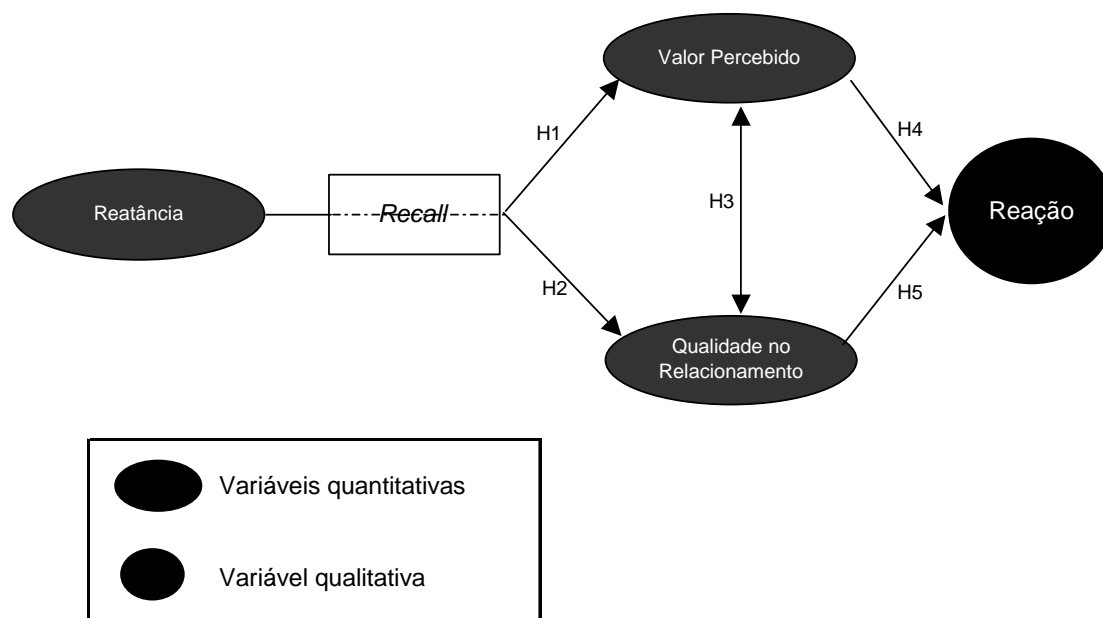 Valor Percebido
H1
H4
Reatância
Recall
H3
Reação
H2
H5
Qualidade no
Relacionamento
Variáveis quantitativas
Variável qualitativa